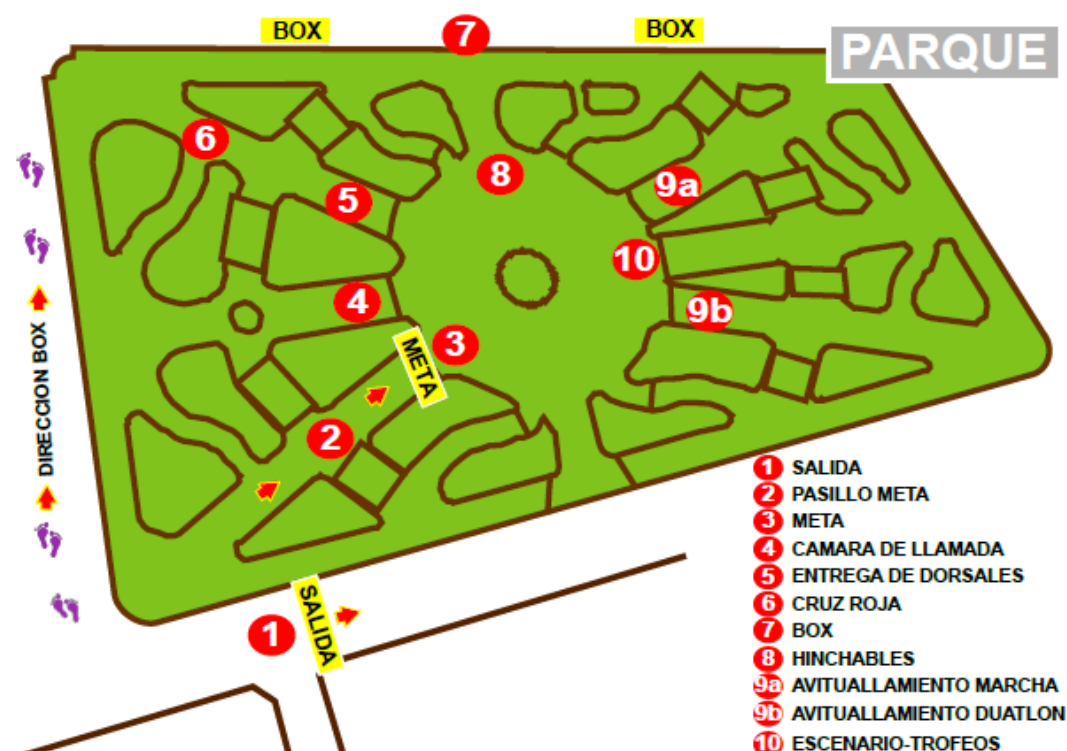 BOX
7
BOX
PARQUE
6
8
5
9a
10
4
9b
3
META
2
DIRECCION BOX
SALIDA
1
1 SALIDA
2 PASILLO META
3 META
4 CAMARA DE LLAMADA
5 ENTREGA DE DORSALES
6 CRUZ ROJA
7 BOX
8 HINCHABLES
9a AVITUALLAMIENTO MARCHA
9b AVITUALLAMIENTO DUATLON
10 ESCENARIO-TROFEOS